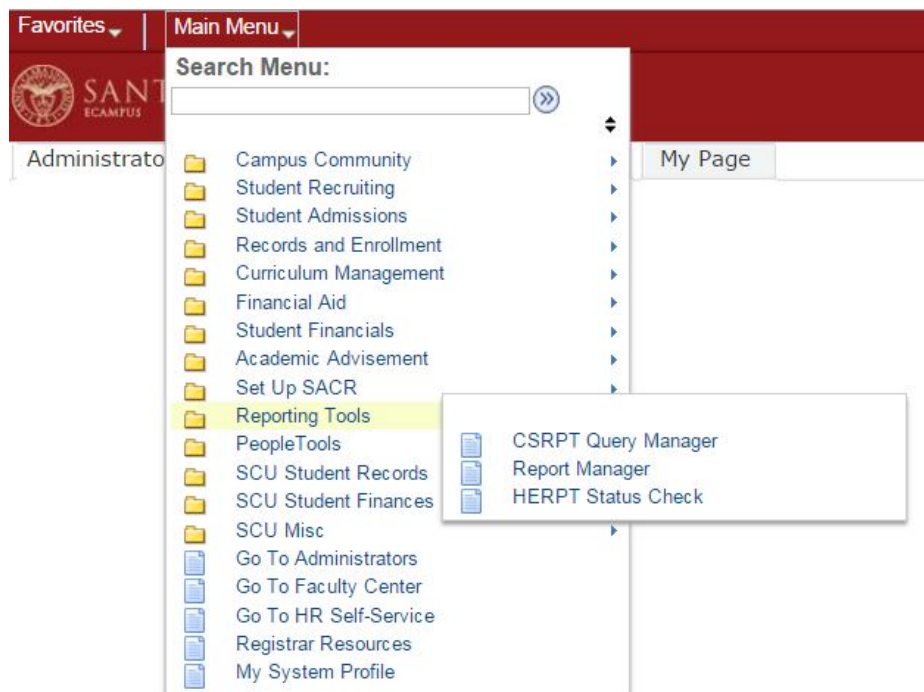 Favorites Main Menu
Search Menu:
SANT
ECAMPUS
Administrato My Page
Campus Community
Student Recruiting
Student Admissions
Records and Enrollment
Curriculum Management
Financial Aid
Student Financials
Academic Advisement
Set Up SACR
Reporting Tools
PeopleTools
SCU Student Records
SCU Student Finances
SCU Misc
Go To Administrators
Go To Faculty Center
Go To HR Self-Service
Registrar Resources
My System Profile
CSRPT Query Manager
Report Manager
HERPT Status Check